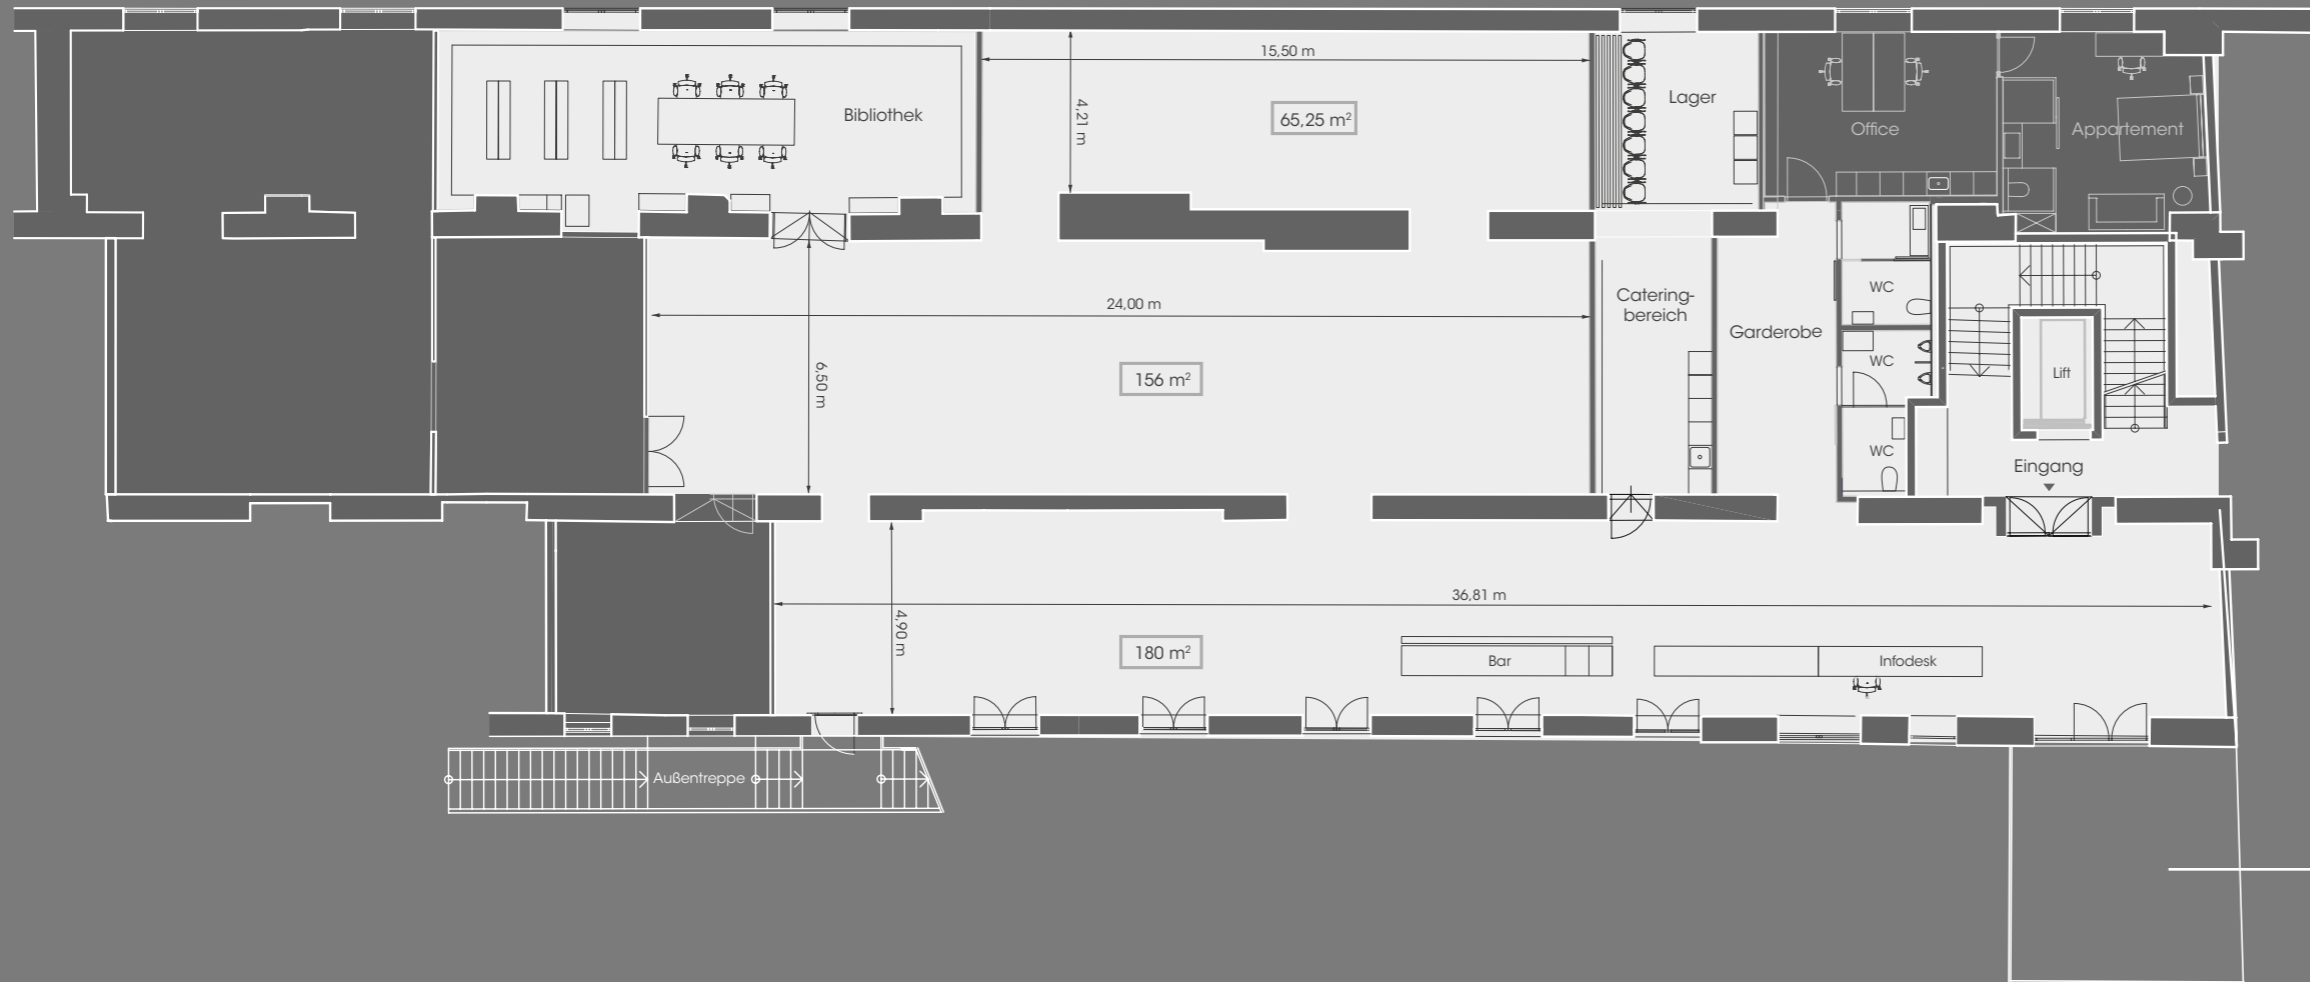 15,50 m
4,21 m
65,25 m²
Bibliothek
Lager
Office
Appartement
24,00 m
6,50 m
156 m²
Catering-
bereich
Garderobe
WC
WC
WC
Lift
Eingang
36,81 m
4,90 m
180 m²
Bar
Infodesk
Außentreppe